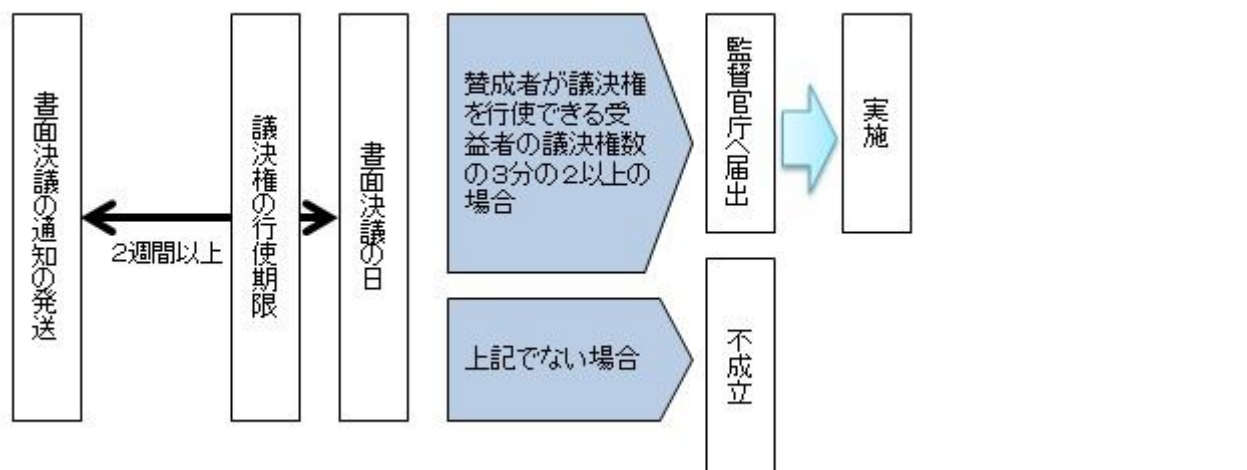 書面決議の通知の発送
2週間以上
議決権の行使期限
書面決議の日
賛成者が議決権
を行使できる受
益者の議決権数
の3分の2以上の
場合
監督官庁へ届出
実施
上記でない場合
不成立